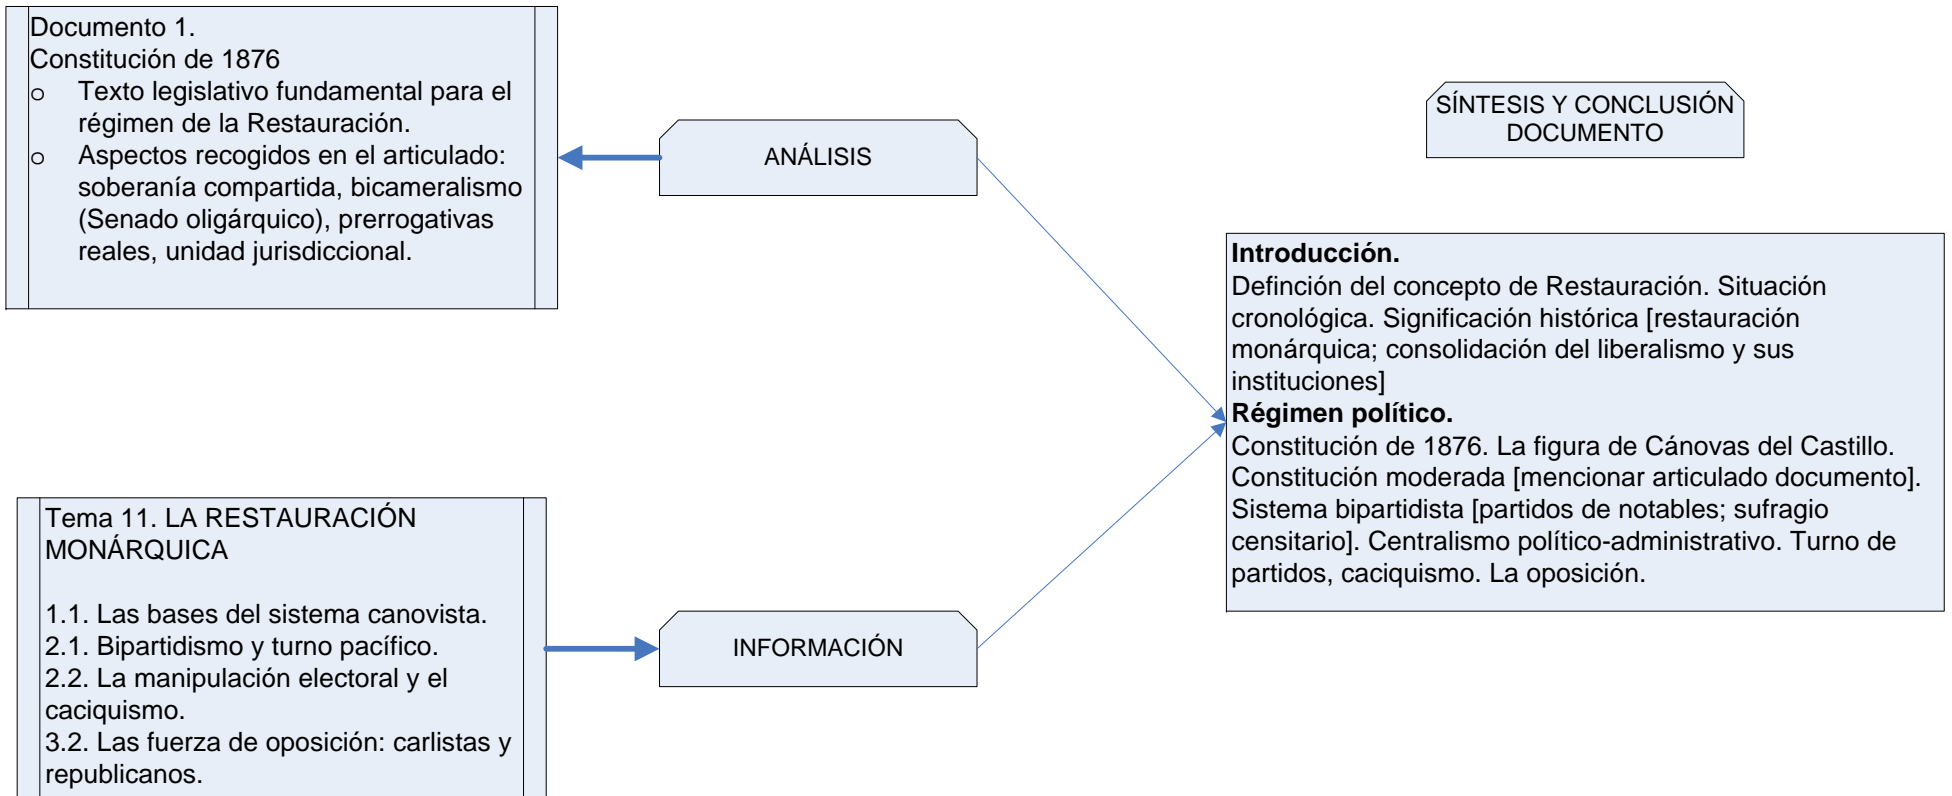 Documento 1.
Constitución de 1876
o Texto legislativo fundamental para el
régimen de la Restauración.
o Aspectos recogidos en el articulado:
soberanía compartida, bicameralismo
(Senado oligárquico), prerrogativas
reales, unidad jurisdiccional.
ANÁLISIS
SÍNTESIS Y CONCLUSIÓN
DOCUMENTO
Introducción.
Definción del concepto de Restauración. Situación
cronológica. Significación histórica [restauración
monárquica; consolidación del liberalismo y sus
instituciones]
Régimen político.
Constitución de 1876. La figura de Cánovas del Castillo.
Constitución moderada [mencionar articulado documento].
Sistema bipartidista [partidos de notables; sufragio
censitario]. Centralismo político-administrativo. Turno de
partidos, caciquismo. La oposición.
Tema 11. LA RESTAURACIÓN
MONÁRQUICA
1.1. Las bases del sistema canovista.
2.1. Bipartidismo y turno pacífico.
2.2. La manipulación electoral y el
caciquismo.
3.2. Las fuerza de oposición: carlistas y
republicanos.
INFORMACIÓN